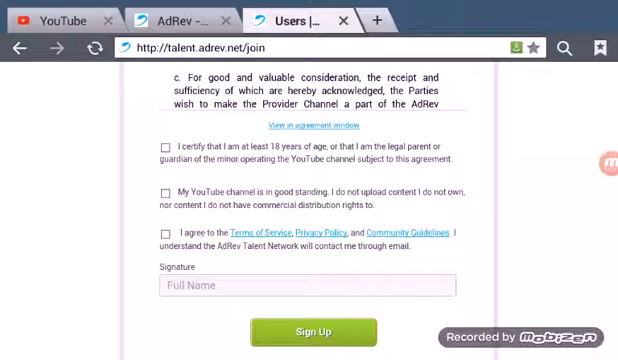 YouTube
AdRev -...
Users |...
http://talent.adrev.net/join
c. For good and valuable consideration, the receipt and
sufficiency of which are hereby acknowledged, the Parties
wish to make the Provider Channel a part of the AdRev
View in agreement window
I certify that I am at least 18 years of age, or that I am the legal parent or
guardian of the minor operating the YouTube channel subject to this agreement.
My YouTube channel is in good standing. I do not upload content I do not own,
nor content I do not have commercial distribution rights to.
I agree to the Terms of Service, Privacy Policy, and Community Guidelines. I
understand the AdRev Talent Network will contact me through email.
Signature
Full Name
Sign Up
Recorded by mobizen